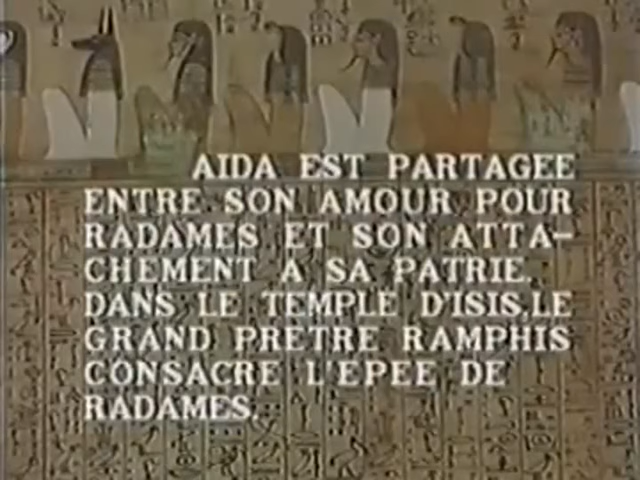 AIDA EST PARTAGEE
ENTRE SON AMOUR POUR
RADAMES ET SON ATTA-
CHEMENT A SA PATRIE.
DANS LE TEMPLE D'ISIS,LE
GRAND PRETRE RAMPHIS
CONSACRE L'EPEE DE
RADAMES.